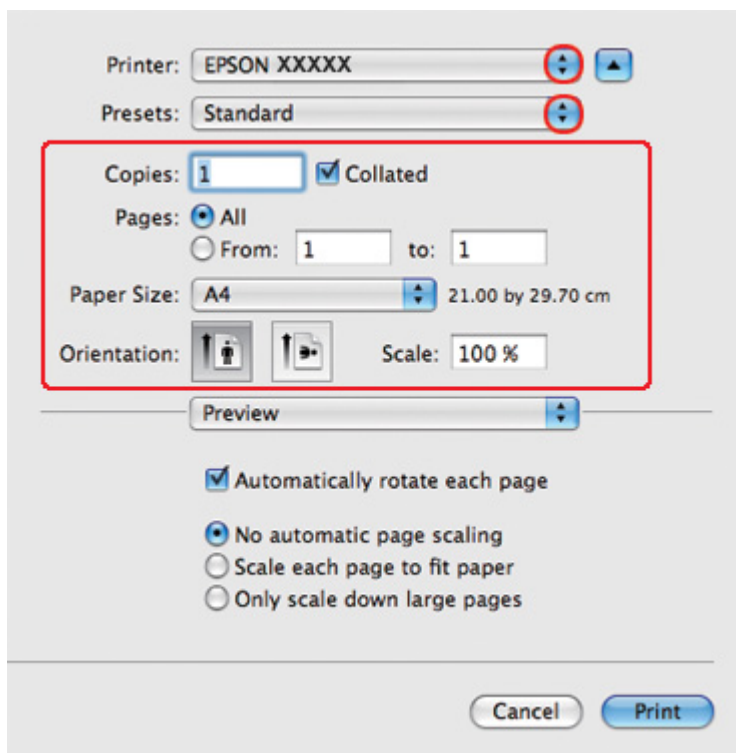 Printer: EPSON XXXXX
Presets: Standard
Copies: 1 Collated
Pages: All
From: 1 to: 1
Paper Size: A4 21.00 by 29.70 cm
Orientation: Scale: 100 %
Preview
Automatically rotate each page
No automatic page scaling
Scale each page to fit paper
Only scale down large pages
Cancel Print